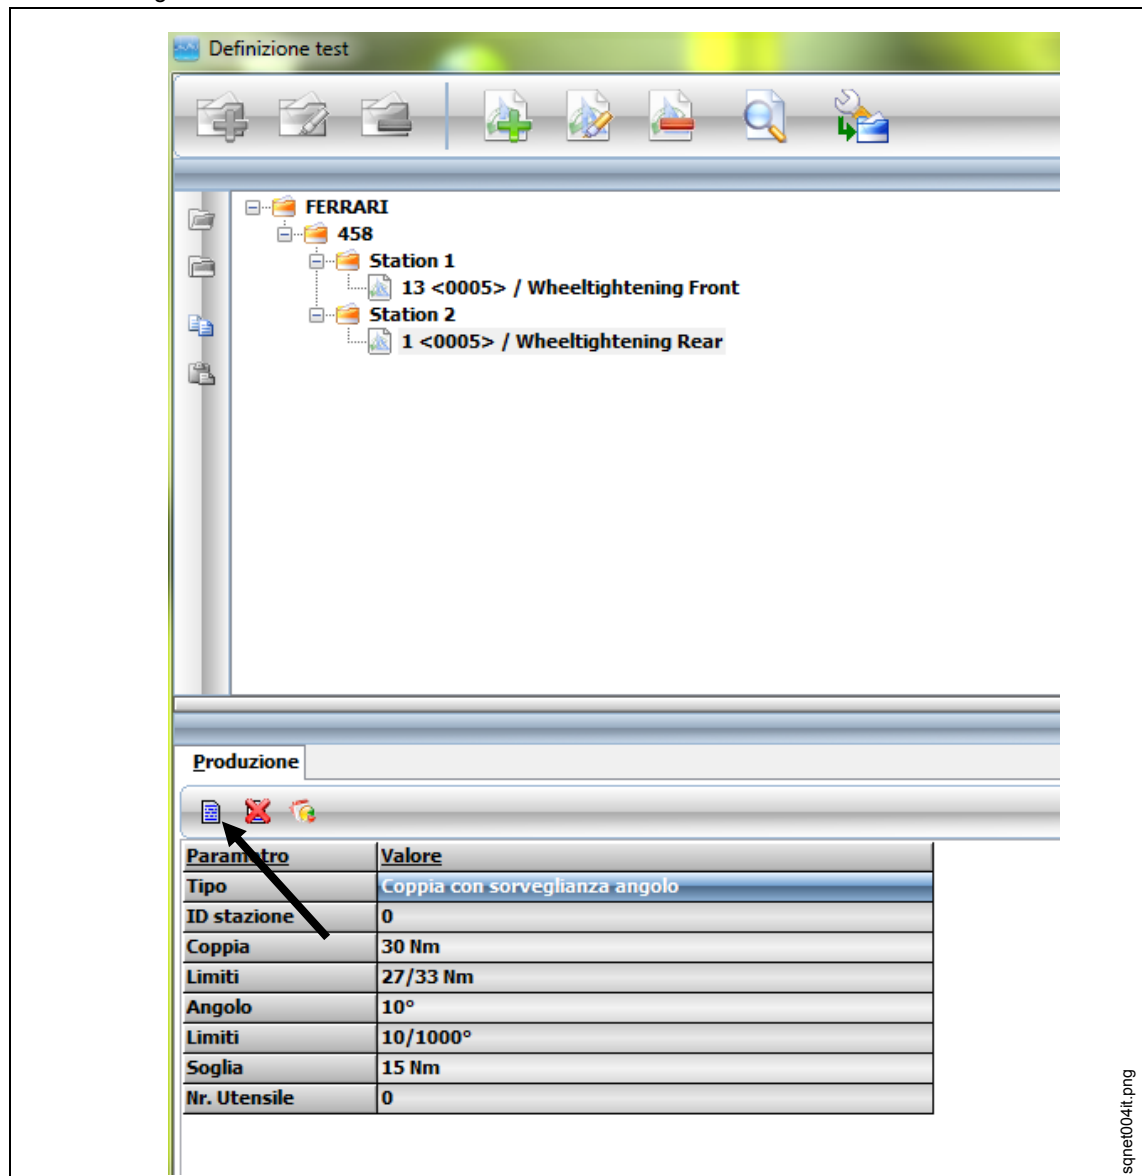 Definizione test
FERRARI
458
Station 1
13 <0005> / Wheeltightening Front
Station 2
1 <0005> / Wheeltightening Rear
Produzione
Parametro Valore
Tipo Coppia con sorveglianza angolo
ID stazione 0
Coppia 30 Nm
Limiti 27/33 Nm
Angolo 10°
Limiti 10/1000°
Soglia 15 Nm
Nr. Utensile 0
sqnet004it.png